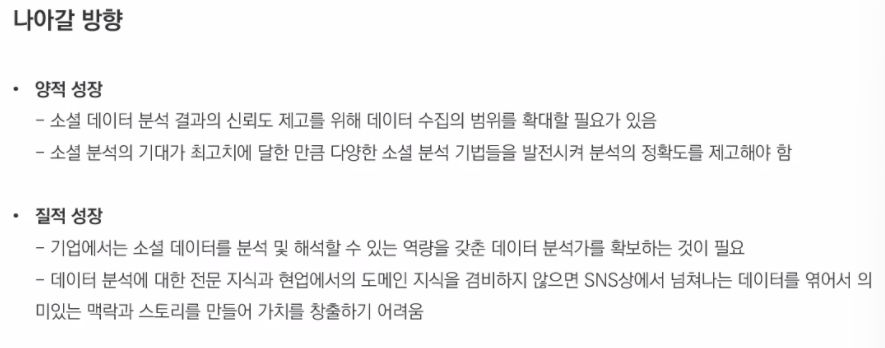 나아갈 방향
• 양적 성장
– 소셜 데이터 분석 결과의 신뢰도 제고를 위해 데이터 수집의 범위를 확대할 필요가 있음
– 소셜 분석의 기대가 최고치에 달한 만큼 다양한 소셜 분석 기법들을 발전시켜 분석의 정확도를 제고해야 함
• 질적 성장
– 기업에서는 소셜 데이터를 분석 및 해석할 수 있는 역량을 갖춘 데이터 분석가를 확보하는 것이 필요
– 데이터 분석에 대한 전문 지식과 현업에서의 도메인 지식을 겸비하지 않으면 SNS상에서 넘쳐나는 데이터를 엮어서 의
미있는 맥락과 스토리를 만들어 가치를 창출하기 어려움